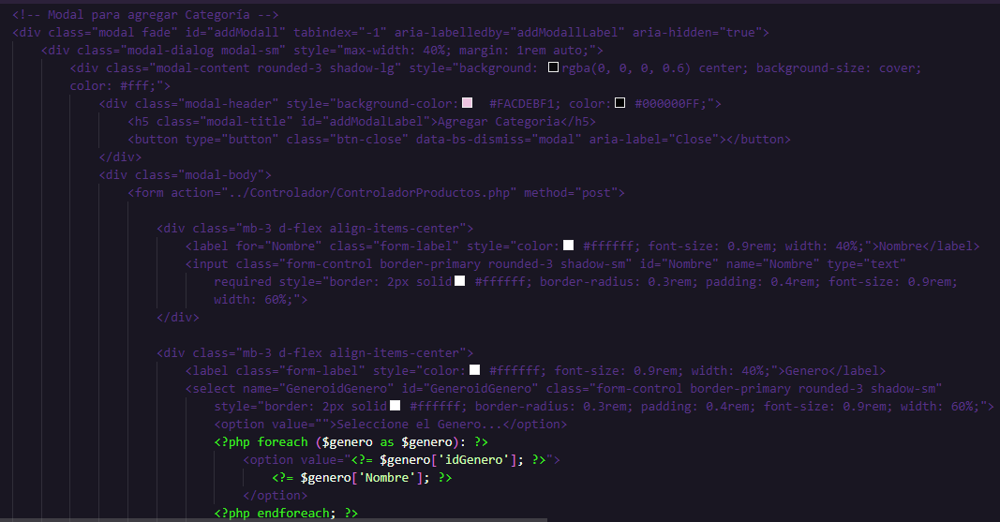 <!-- Modal para agregar Categoría -->
<div class="modal fade" id="addModall" tabindex="-1" aria-labelledby="addModallLabel" aria-hidden="true">
<div class="modal-dialog modal-sm" style="max-width: 40%; margin: 1rem auto;">
<div class="modal-content rounded-3 shadow-lg" style="background: rgba(0, 0, 0, 0.6) center; background-size: cover;
color: #fff;">
<div class="modal-header" style="background-color: #FACDEBF1; color: #000000FF;">
<h5 class="modal-title" id="addModalLabel">Agregar Categoria</h5>
<button type="button" class="btn-close" data-bs-dismiss="modal" aria-label="Close"></button>
</div>
<div class="modal-body">
<form action="../Controlador/ControladorProductos.php" method="post">
<div class="mb-3 d-flex align-items-center">
<label for="Nombre" class="form-label" style="color: #ffffff; font-size: 0.9rem; width: 40%;">Nombre</label>
<input class="form-control border-primary rounded-3 shadow-sm" id="Nombre" name="Nombre" type="text"
required style="border: 2px solid #ffffff; border-radius: 0.3rem; padding: 0.4rem; font-size: 0.9rem;
width: 60%;">
</div>
<div class="mb-3 d-flex align-items-center">
<label class="form-label" style="color: #ffffff; font-size: 0.9rem; width: 40%;">Genero</label>
<select name="GeneroidGenero" id="GeneroidGenero" class="form-control border-primary rounded-3 shadow-sm"
style="border: 2px solid #ffffff; border-radius: 0.3rem; padding: 0.4rem; font-size: 0.9rem; width: 60%;">
<option value="">Seleccione el Genero...</option>
<?php foreach ($genero as $genero): ?>
<option value="<?= $genero['idGenero']; ?>">
<?= $genero['Nombre']; ?>
</option>
<?php endforeach; ?>